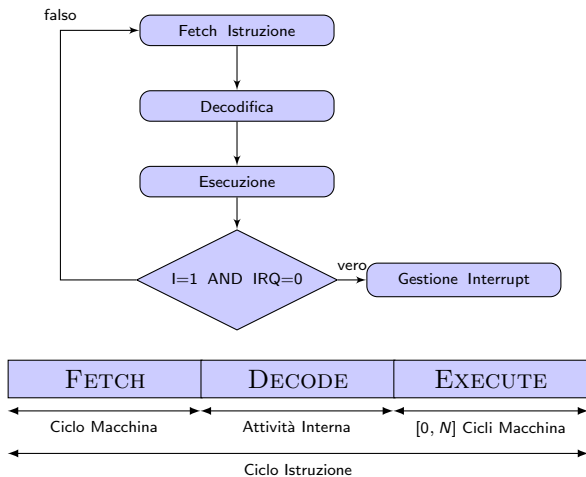 falso
Fetch Istruzione
Decodifica
Esecuzione
I=1 AND IRQ=0
vero
Gestione Interrupt
FETCH DECODE EXECUTE
Ciclo Macchina Attività Interna [0, N] Cicli Macchina
Ciclo Istruzione